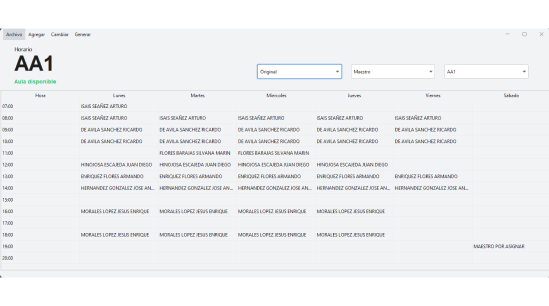 Archivo Agregar Cambiar Generar
Horario
AA1
Aula disponible
Original Maestro AA1
Hora Lunes Martes Miercoles Jueves Viernes Sabado
07:00 ISAIS SEAÑEZ ARTURO
08:00 ISAIS SEAÑEZ ARTURO ISAIS SEAÑEZ ARTURO ISAIS SEAÑEZ ARTURO ISAIS SEAÑEZ ARTURO ISAIS SEAÑEZ ARTURO
09:00 DE AVILA SANCHEZ RICARDO DE AVILA SANCHEZ RICARDO DE AVILA SANCHEZ RICARDO DE AVILA SANCHEZ RICARDO DE AVILA SANCHEZ RICARDO
10:00 DE AVILA SANCHEZ RICARDO DE AVILA SANCHEZ RICARDO DE AVILA SANCHEZ RICARDO DE AVILA SANCHEZ RICARDO DE AVILA SANCHEZ RICARDO
11:00 FLORES BARAJAS SILVANA MARIN FLORES BARAJAS SILVANA MARIN
12:00 HINOJOSA ESCAJEDA JUAN DIEGO HINOJOSA ESCAJEDA JUAN DIEGO HINOJOSA ESCAJEDA JUAN DIEGO HINOJOSA ESCAJEDA JUAN DIEGO
13:00 ENRIQUEZ FLORES ARMANDO ENRIQUEZ FLORES ARMANDO ENRIQUEZ FLORES ARMANDO ENRIQUEZ FLORES ARMANDO ENRIQUEZ FLORES ARMANDO
14:00 HERNANDEZ GONZALEZ JOSE AN... HERNANDEZ GONZALEZ JOSE AN... HERNANDEZ GONZALEZ JOSE AN... HERNANDEZ GONZALEZ JOSE AN... HERNANDEZ GONZALEZ JOSE AN...
15:00
16:00 MORALES LOPEZ JESUS ENRIQUE MORALES LOPEZ JESUS ENRIQUE MORALES LOPEZ JESUS ENRIQUE MORALES LOPEZ JESUS ENRIQUE
17:00
18:00 MORALES LOPEZ JESUS ENRIQUE MORALES LOPEZ JESUS ENRIQUE MORALES LOPEZ JESUS ENRIQUE MORALES LOPEZ JESUS ENRIQUE
19:00 MAESTRO POR ASIGNAR
20:00